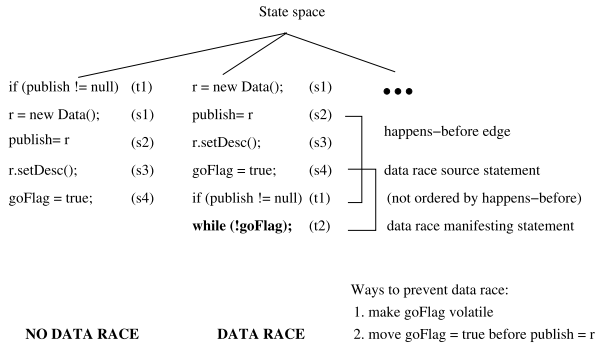 State space
if (publish != null) (t1) r = new Data(); (s1) •••
r = new Data(); (s1) publish= r (s2)
happens−before edge
publish= r (s2) r.setDesc(); (s3)
r.setDesc(); (s3) goFlag = true; (s4) data race source statement
goFlag = true; (s4) if (publish != null) (t1) (not ordered by happens−before)
while (!goFlag); (t2) data race manifesting statement
Ways to prevent data race:
1. make goFlag volatile
NO DATA RACE DATA RACE 2. move goFlag = true before publish = r